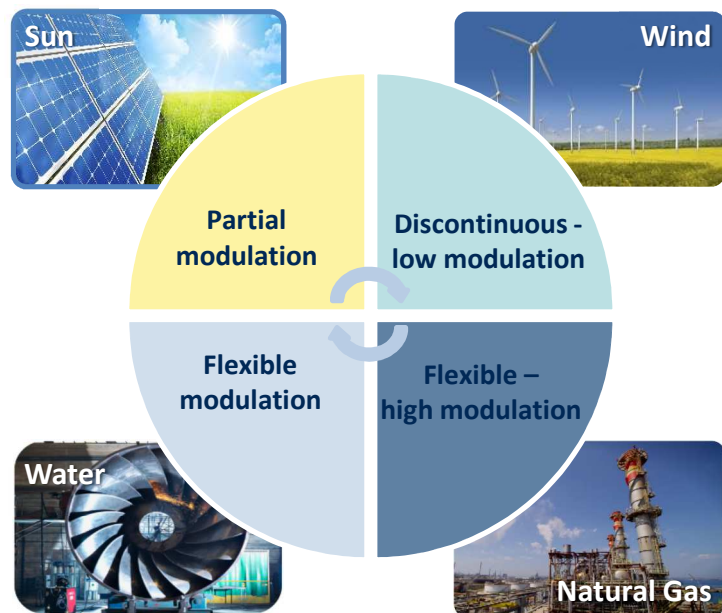 Sun
Wind
Partial
modulation
Discontinuous -
low modulation
Flexible
modulation
Flexible –
high modulation
Water
Natural Gas